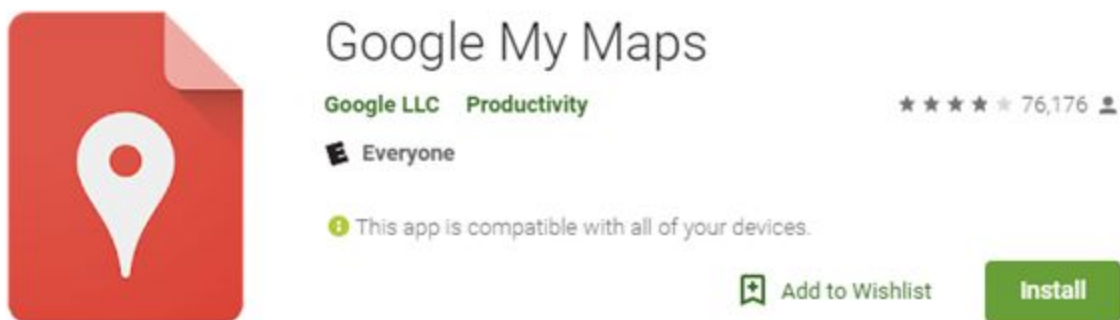 Google My Maps
Google LLC Productivity 76,176
E Everyone
This app is compatible with all of your devices.
Add to Wishlist Install